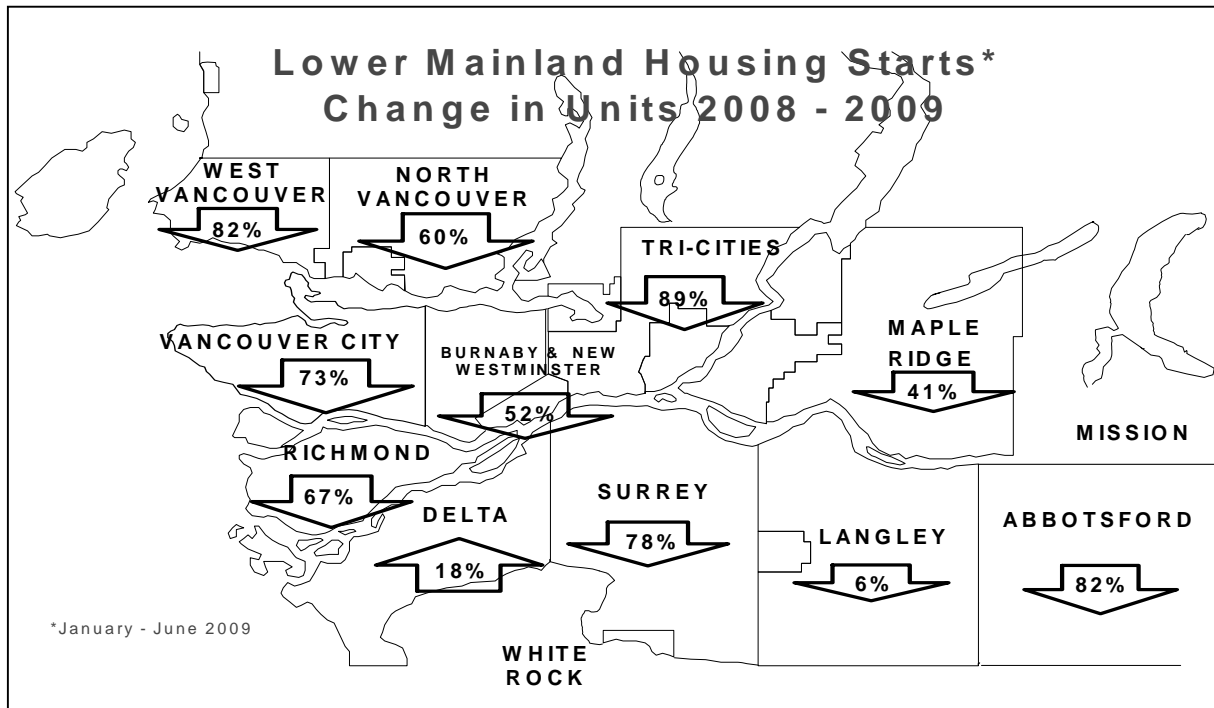 Lower Mainland Housing Starts*
Change in Units 2008 - 2009
WEST
VANCOUVER
82%
NORTH
VANCOUVER
60%
TRI-CITIES
89%
VANCOUVER CITY
73%
BURNABY & NEW
WESTMINSTER
52%
MAPLE
RIDGE
41%
MISSION
RICHMOND
67%
DELTA
18%
SURREY
78%
LANGLEY
6%
ABBOTSFORD
82%
*January - June 2009
WHITE
ROCK